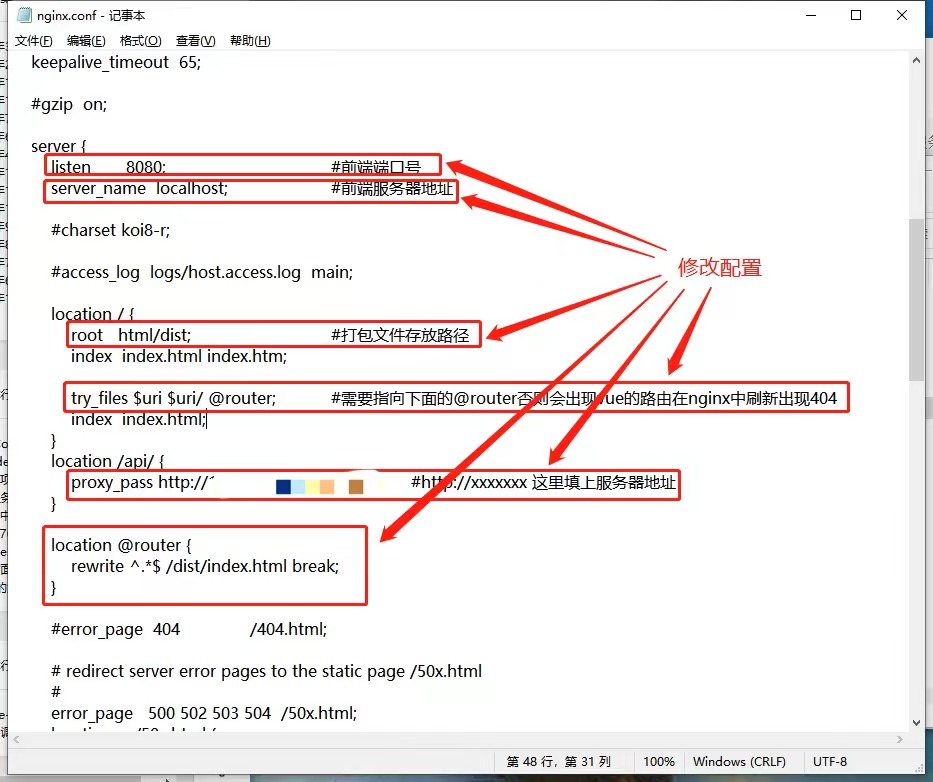 nginx.conf - 记事本
文件(F) 编辑(E) 格式(O) 查看(V) 帮助(H)
keepalive_timeout 65;
#gzip on;
server {
listen 8080; #前端端口号
server_name localhost; #前端服务器地址
#charset koi8-r;
#access_log logs/host.access.log main;
修改配置
location / {
root html/dist; #打包文件存放路径
index index.html index.htm;
try_files $uri $uri/ @router; #需要指向下面的@router否则会出现vue的路由在nginx中刷新出现404
index index.html;
}
location /api/ {
proxy_pass http:// #http://xxxxxxx 这里填上服务器地址
}
location @router {
rewrite ^.*$ /dist/index.html break;
}
#error_page 404 /404.html;
# redirect server error pages to the static page /50x.html
#
error_page 500 502 503 504 /50x.html;
第 48 行，第 31 列 100% Windows (CRLF) UTF-8